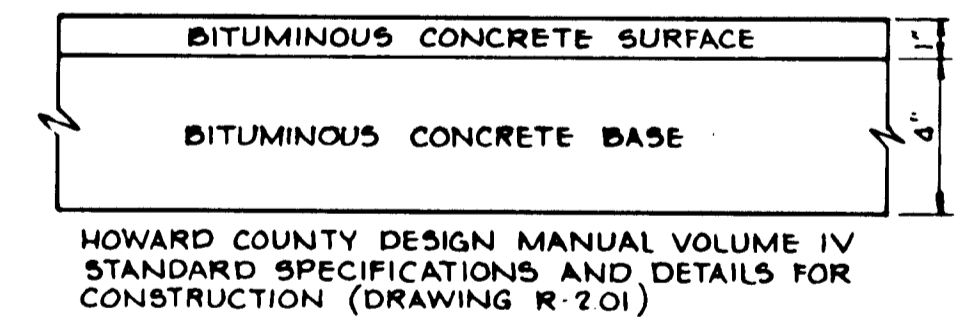 BITUMINOUS CONCRETE SURFACE
1"
BITUMINOUS CONCRETE BASE
HOWARD COUNTY DESIGN MANUAL VOLUME IV
STANDARD SPECIFICATIONS AND DETAILS FOR
CONSTRUCTION (DRAWING R-2.01)